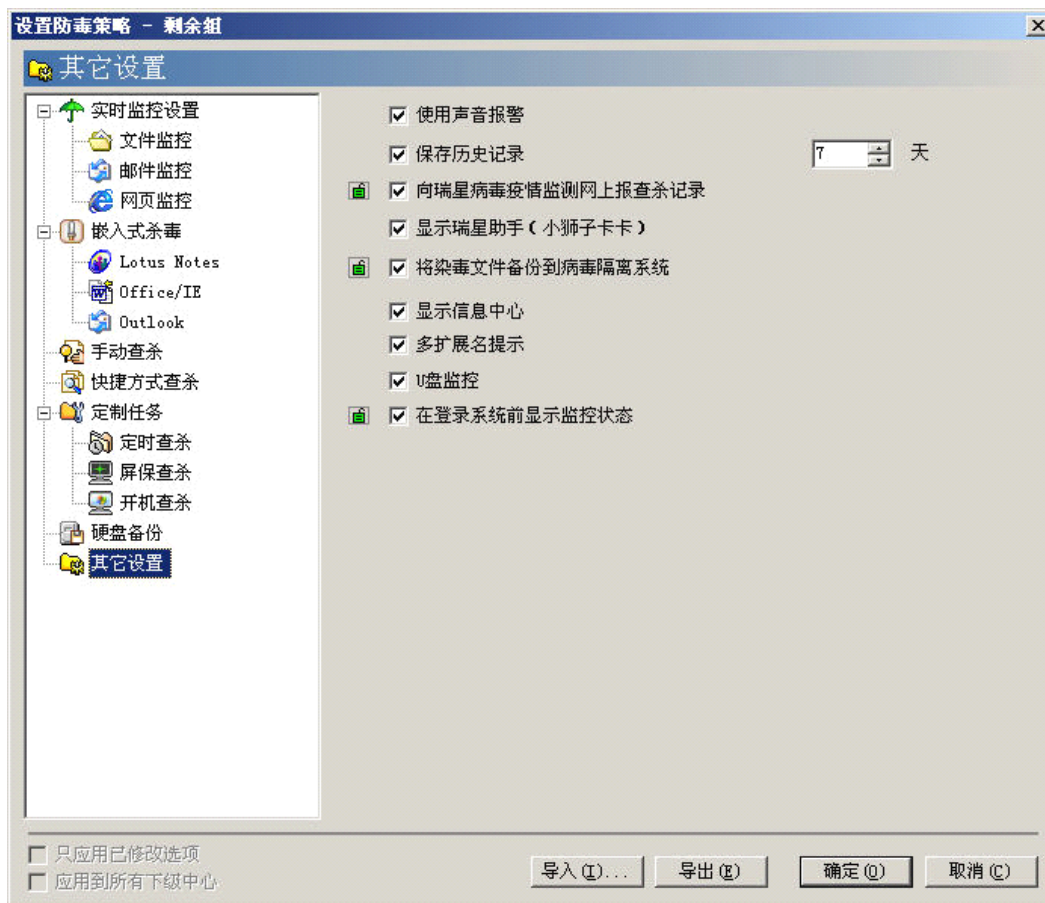 设置防毒策略 - 剩余组
其它设置
实时监控设置
文件监控
邮件监控
网页监控
嵌入式杀毒
Lotus Notes
Office/IE
Outlook
手动查杀
快捷方式查杀
定制任务
定时查杀
屏保查杀
开机查杀
硬盘备份
其它设置
使用声音报警
保存历史记录 7 天
向瑞星病毒疫情监测网上报查杀记录
显示瑞星助手(小狮子卡卡)
将染毒文件备份到病毒隔离系统
显示信息中心
多扩展名提示
U盘监控
在登录系统前显示监控状态
只应用已修改选项
应用到所有下级中心
导入(I)... 导出(E) 确定(O) 取消(C)